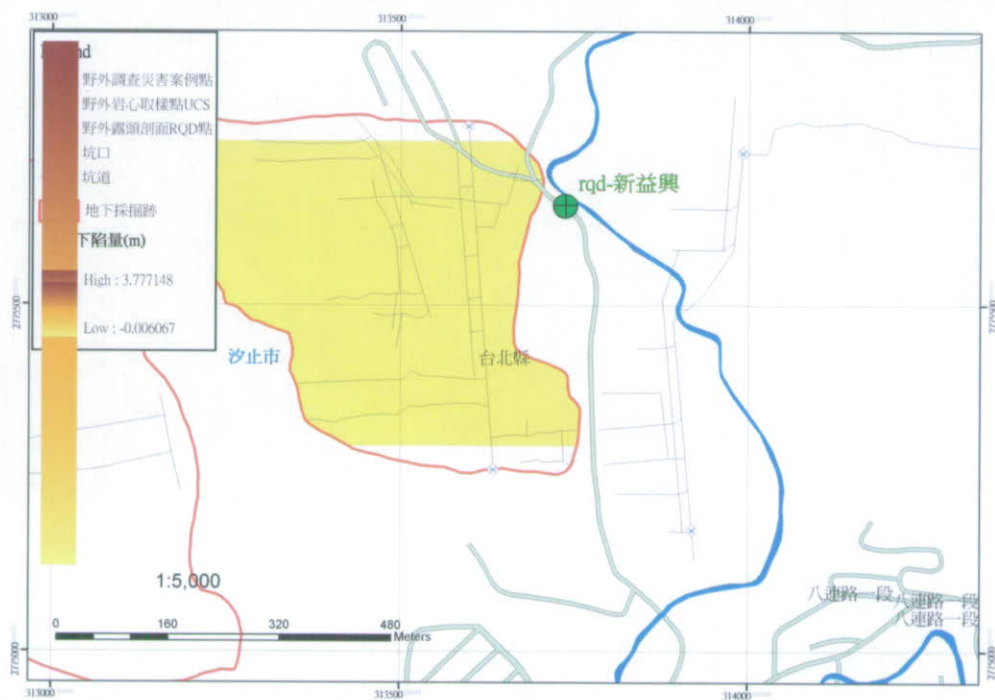 313000
313500
314000
nd
野外調查災害案例點
野外岩心取樣點UCS
野外露頭剖面RQD點
坑口
坑道
地下採掘跡
下陷量(m)
High : 3.777148
Low : -0.006067
rqd-新益興
2775500
2775500
汐止市
台北縣
1:5,000
八連路一段
八連路一段
八連路一段
0
160
320
480
Meters
2775000
2775000
313000
313500
314000